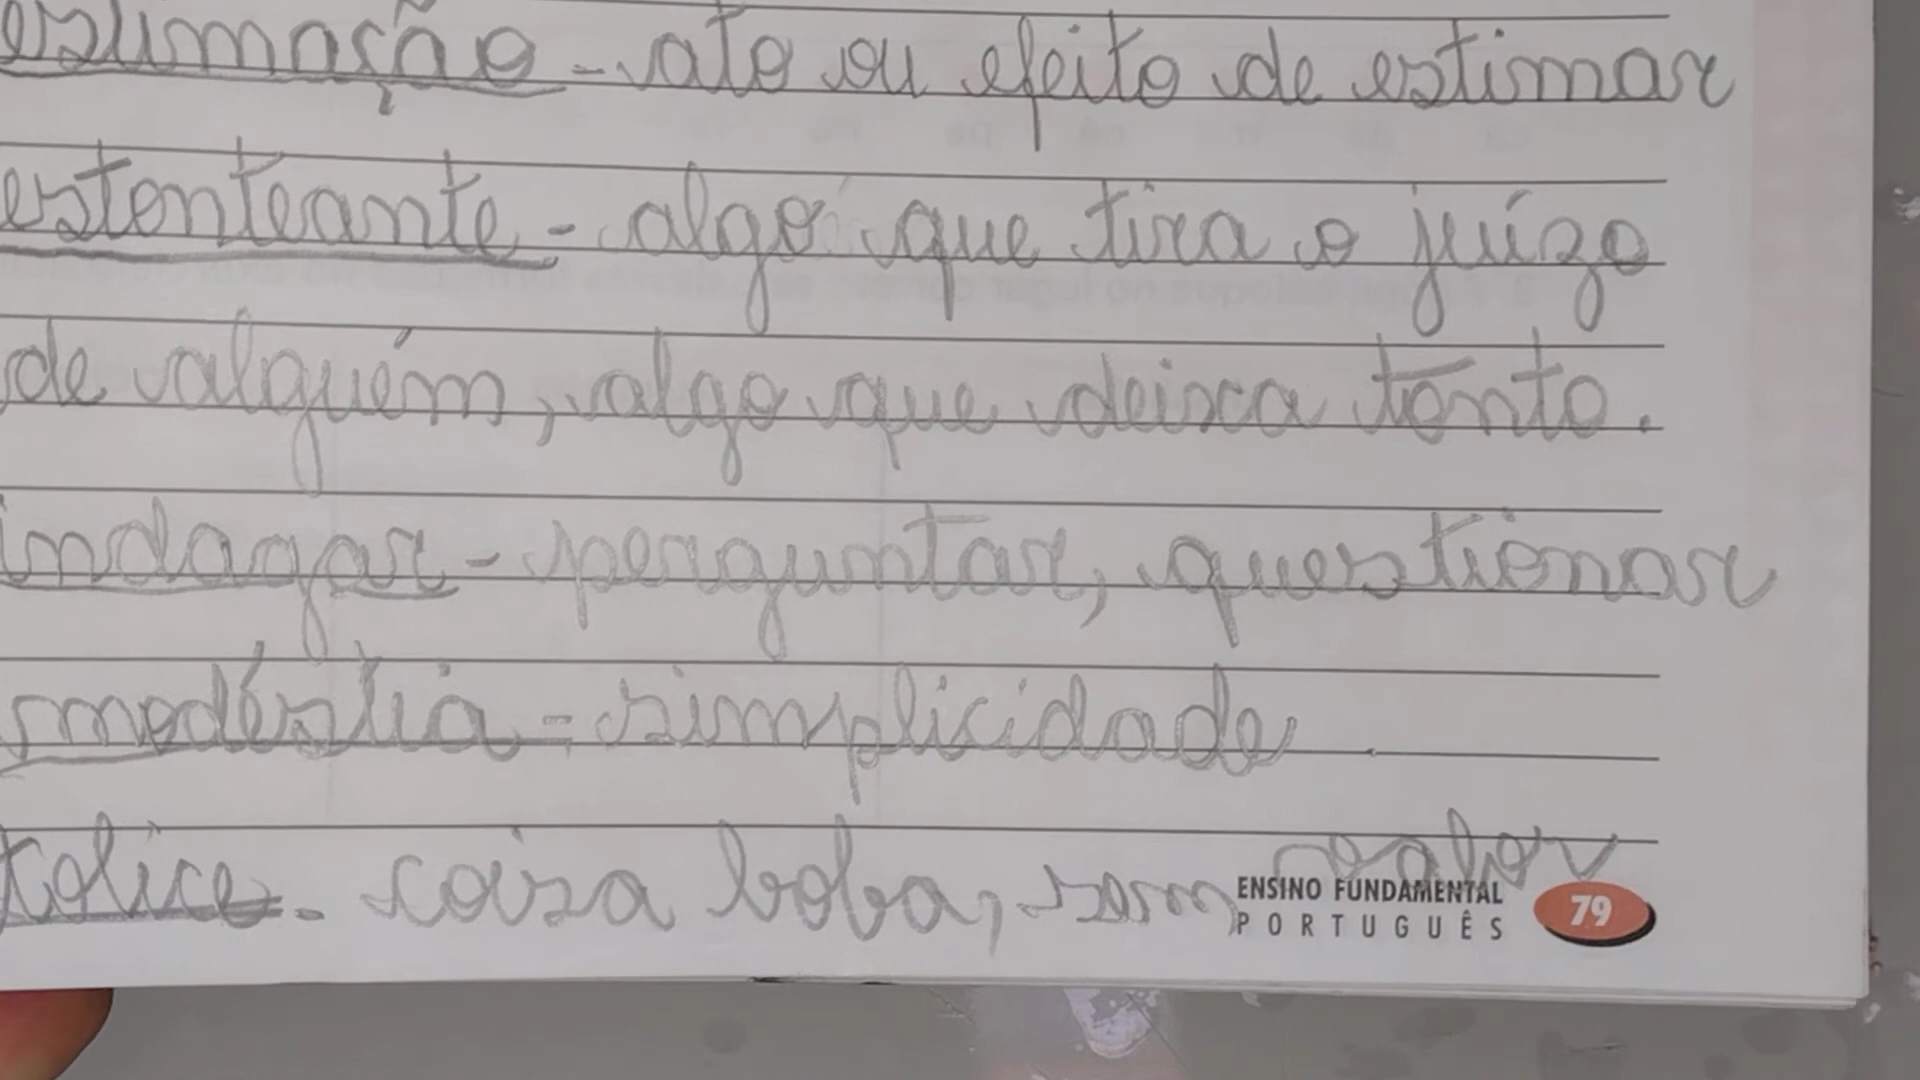 estimação - ato ou efeito de estimar
estonteante - algo que tira o juízo
de alguém, algo que deixa tonto.
indagar - perguntar, questionar
modéstia - simplicidade
tolice - coisa boba, sem valor
ENSINO FUNDAMENTAL
PORTUGUÊS
79